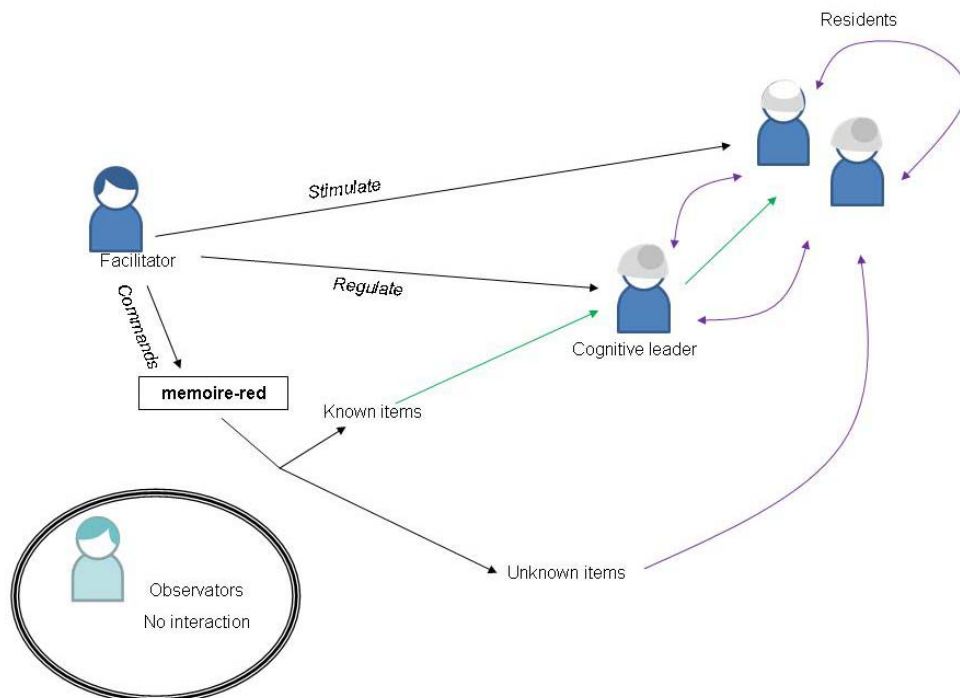 Residents
Stimulate
Facilitator
Regulate
Commands
Cognitive leader
memoire-red
Known items
Unknown items
Observators
No interaction